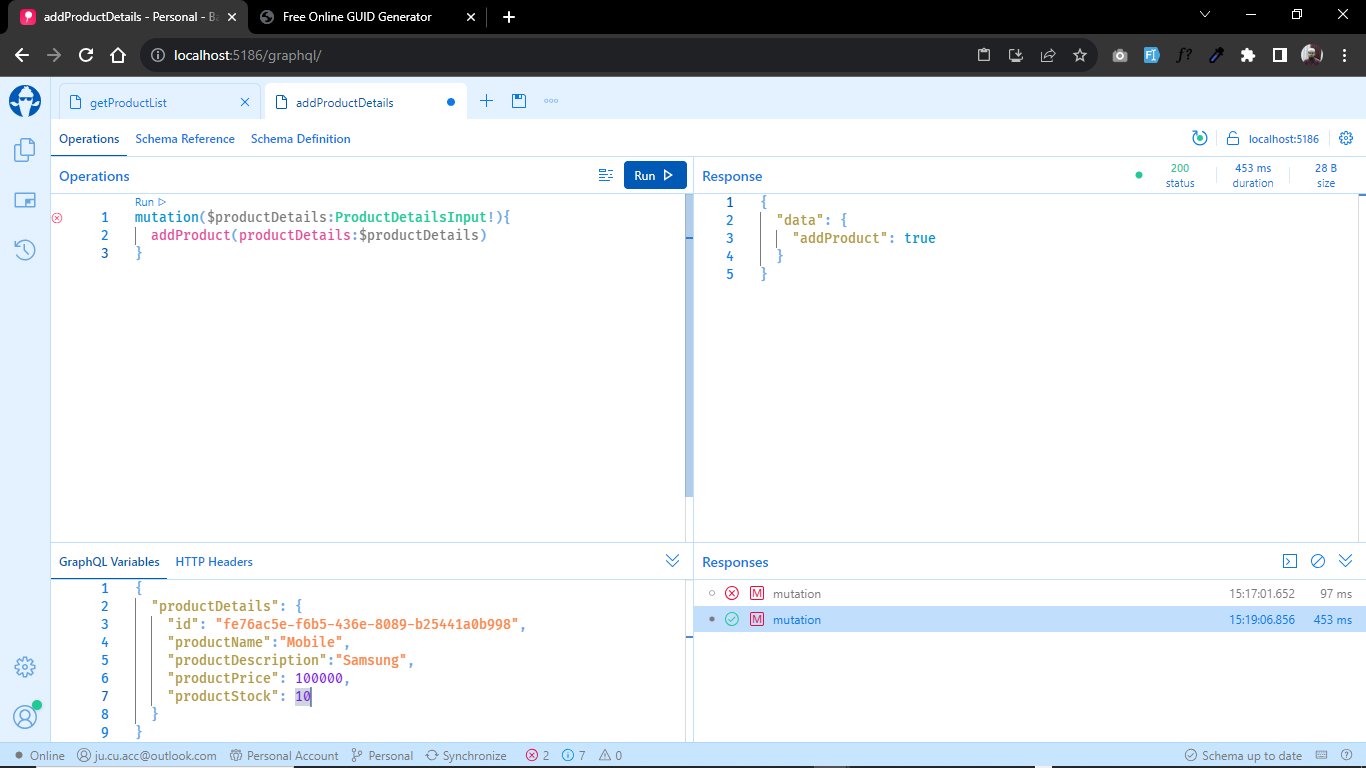 addProductDetails - Personal - Ba
Free Online GUID Generator
localhost:5186/graphql/
getProductList
addProductDetails
Operations
Schema Reference
Schema Definition
localhost:5186
Operations
Run
Response
200
status
453 ms
duration
28 B
size
Run
1 mutation($productDetails:ProductDetailsInput!){
2 addProduct(productDetails:$productDetails)
3 }
1 {
2 "data": {
3 "addProduct": true
4 }
5 }
GraphQL Variables
HTTP Headers
1 {
2 "productDetails": {
3 "id": "fe76ac5e-f6b5-436e-8089-b25441a0b998",
4 "productName":"Mobile",
5 "productDescription":"Samsung",
6 "productPrice": 100000,
7 "productStock": 10
8 }
9 }
Responses
M mutation 15:17:01.652 97 ms
M mutation 15:19:06.856 453 ms
Online
ju.cu.acc@outlook.com
Personal Account
Personal
Synchronize
2
7
0
Schema up to date